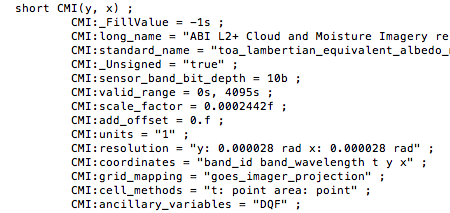 short CMI(y, x) ;
CMI:_FillValue = -1s ;
CMI:long_name = "ABI L2+ Cloud and Moisture Imagery re
CMI:standard_name = "toa_lambertian_equivalent_albedo_
CMI:_Unsigned = "true" ;
CMI:sensor_band_bit_depth = 10b ;
CMI:valid_range = 0s, 4095s ;
CMI:scale_factor = 0.0002442f ;
CMI:add_offset = 0.f ;
CMI:units = "1" ;
CMI:resolution = "y: 0.000028 rad x: 0.000028 rad" ;
CMI:coordinates = "band_id band_wavelength t y x" ;
CMI:grid_mapping = "goes_imager_projection" ;
CMI:cell_methods = "t: point area: point" ;
CMI:ancillary_variables = "DQF" ;